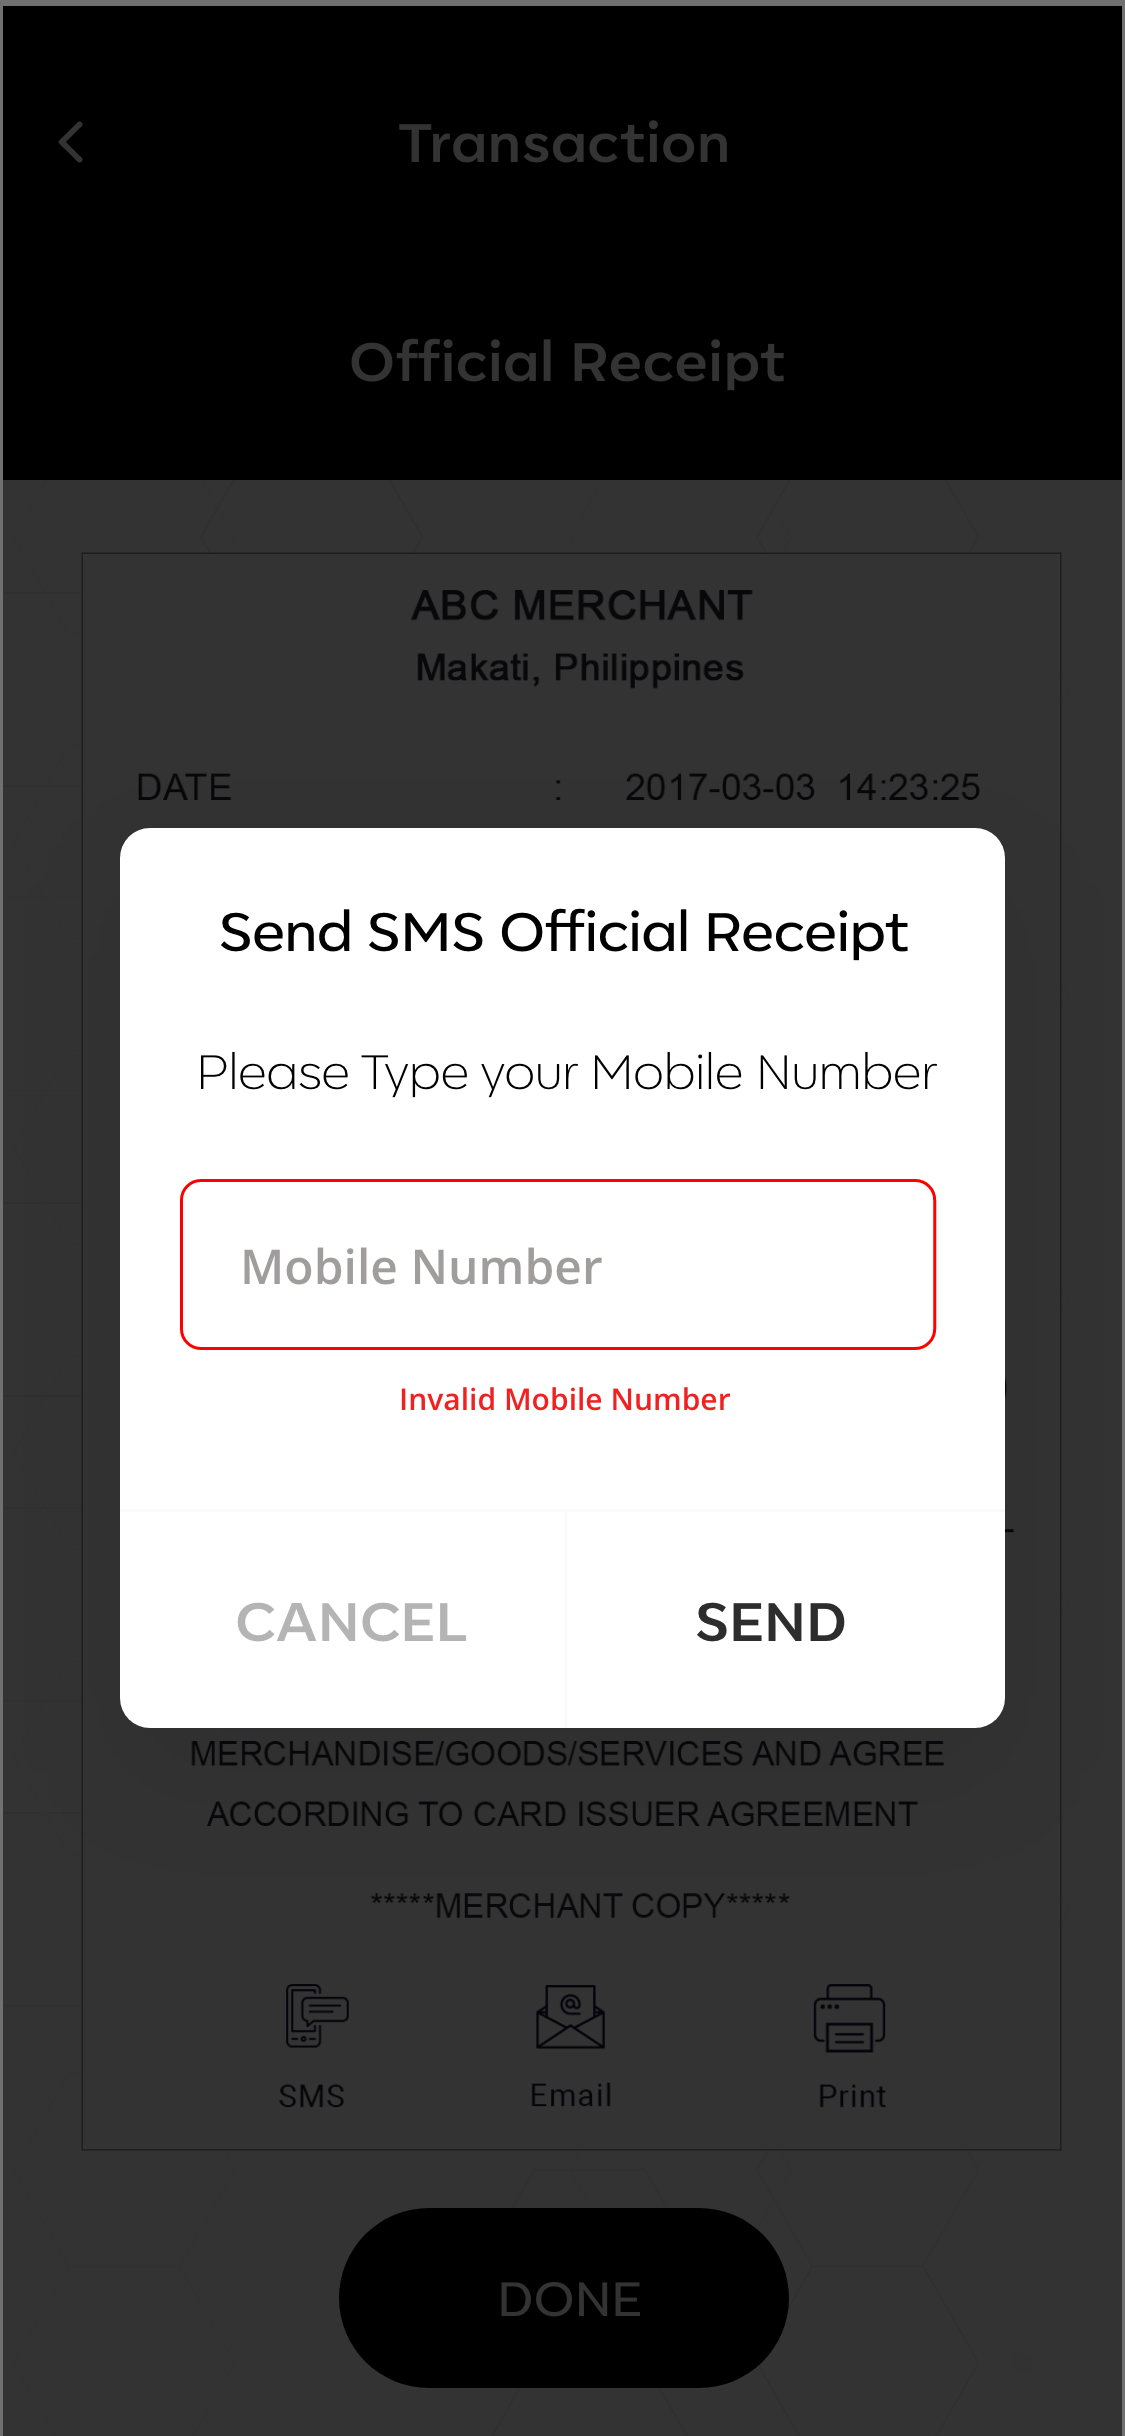 Transaction
Official Receipt
ABC MERCHANT
Makati, Philippines
DATE : 2017-03-03 14:23:25
Send SMS Official Receipt
Please Type your Mobile Number
Mobile Number
Invalid Mobile Number
CANCEL SEND
MERCHANDISE/GOODS/SERVICES AND AGREE
ACCORDING TO CARD ISSUER AGREEMENT
*****MERCHANT COPY*****
SMS Email Print
DONE